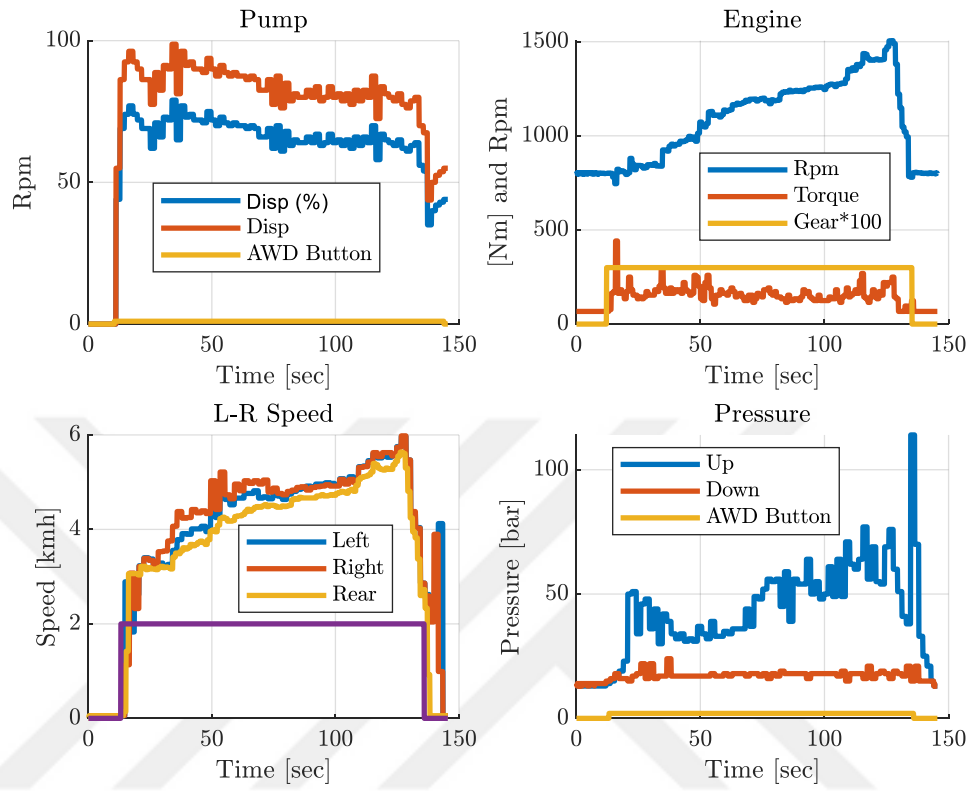 Pump
Rpm
100
50
0
Disp (%)
Disp
AWD Button
0
50
100
150
Time [sec]
Engine
[Nm] and Rpm
1500
1000
500
0
Rpm
Torque
Gear*100
0
50
100
150
Time [sec]
L-R Speed
Speed [kmh]
6
4
2
0
Left
Right
Rear
0
50
100
150
Time [sec]
Pressure
Pressure [bar]
100
50
0
Up
Down
AWD Button
0
50
100
150
Time [sec]